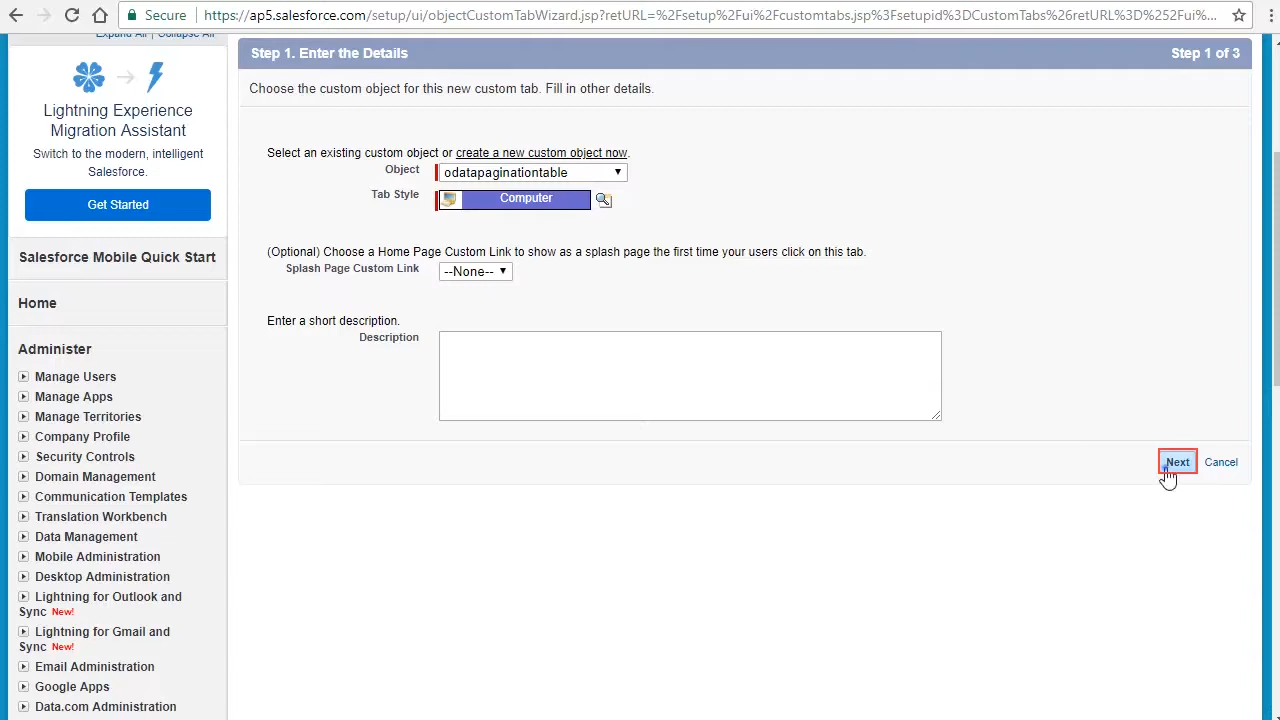 Secure
https://ap5.salesforce.com/setup/ui/objectCustomTabWizard.jsp?retURL=%2Fsetup%2Fui%2Fcustomtabs.jsp%3Fsetupid%3DCustomTabs%26retURL%3D%252Fui%...
Expand All | Collapse All
Lightning Experience
Migration Assistant
Switch to the modern, intelligent
Salesforce.
Get Started
Salesforce Mobile Quick Start
Home
Administer
Manage Users
Manage Apps
Manage Territories
Company Profile
Security Controls
Domain Management
Communication Templates
Translation Workbench
Data Management
Mobile Administration
Desktop Administration
Lightning for Outlook and
Sync New!
Lightning for Gmail and
Sync New!
Email Administration
Google Apps
Data.com Administration
Step 1. Enter the Details
Step 1 of 3
Choose the custom object for this new custom tab. Fill in other details.
Select an existing custom object or create a new custom object now.
Object odatapaginationtable
Tab Style Computer
(Optional) Choose a Home Page Custom Link to show as a splash page the first time your users click on this tab.
Splash Page Custom Link --None--
Enter a short description.
Description
Next Cancel